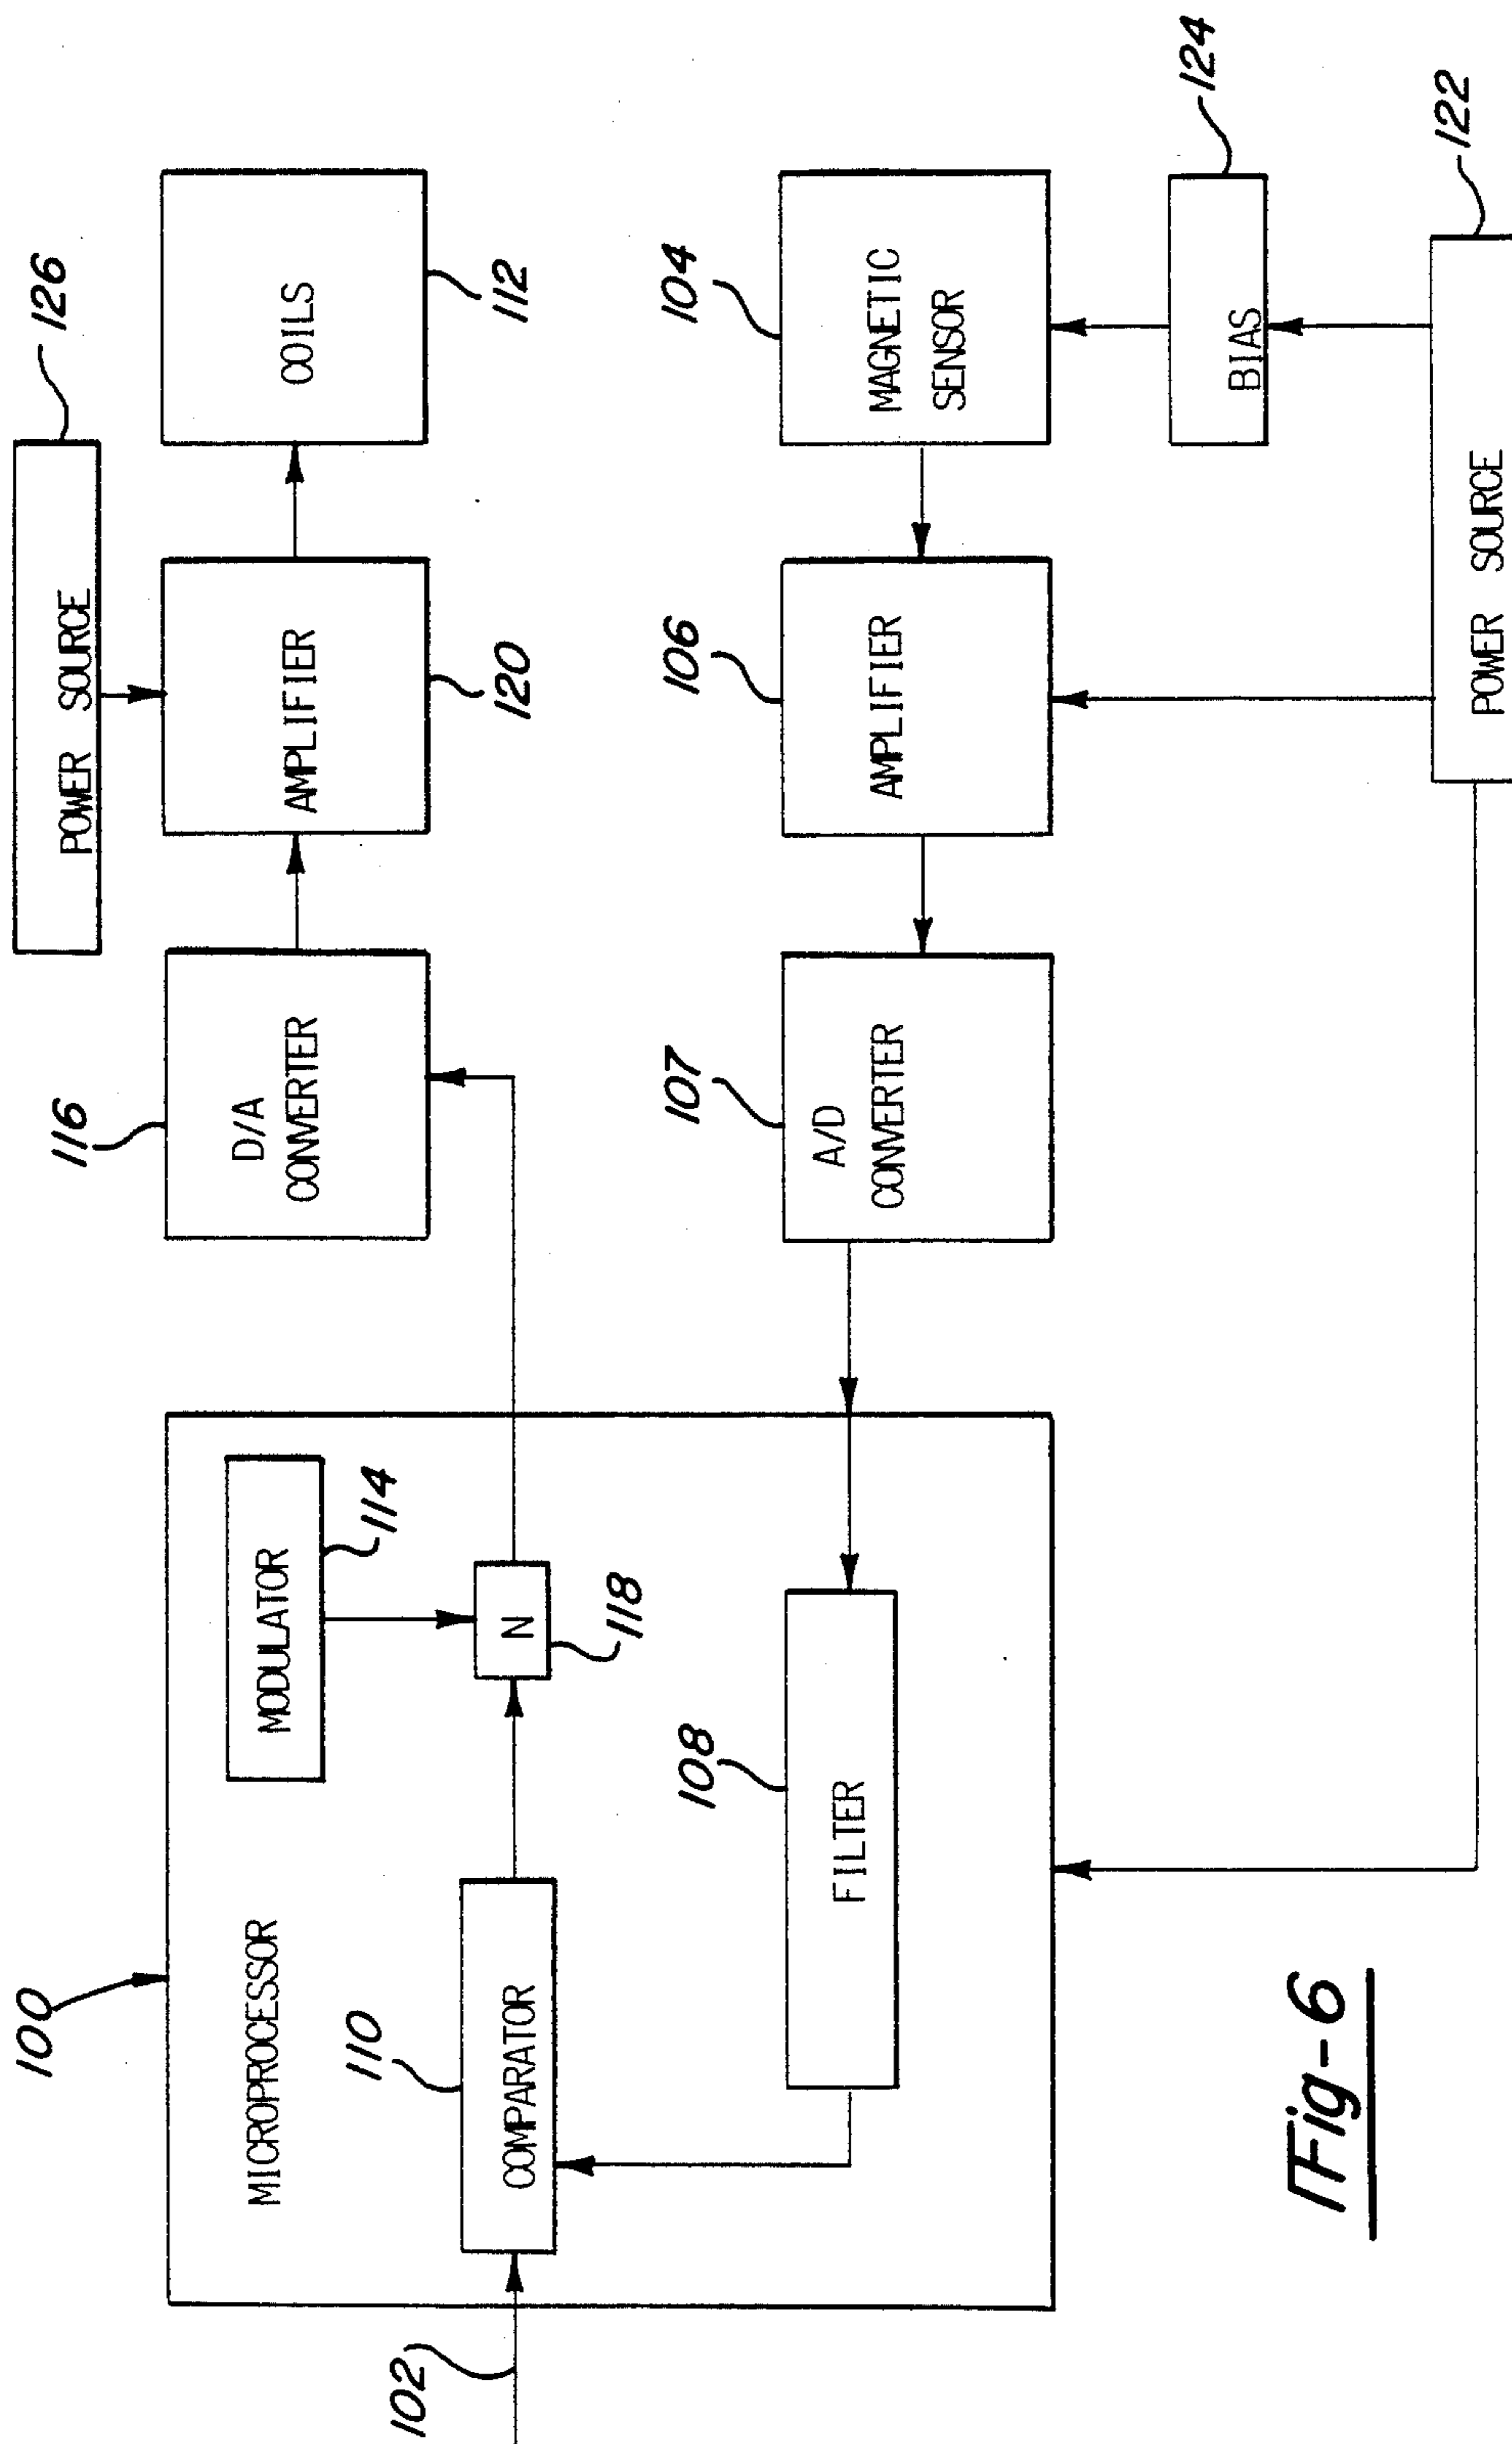 126
POWER SOURCE
100
116
MICROPROCESSOR
MODULATOR
114
D/A
CONVERTER
AMPLIFIER
120
COILS
112
102
110
COMPARATOR
N
118
108
FILTER
107
A/D
CONVERTER
106
AMPLIFIER
104
MAGNETIC
SENSOR
BIAS
124
POWER SOURCE
122
Fig-6